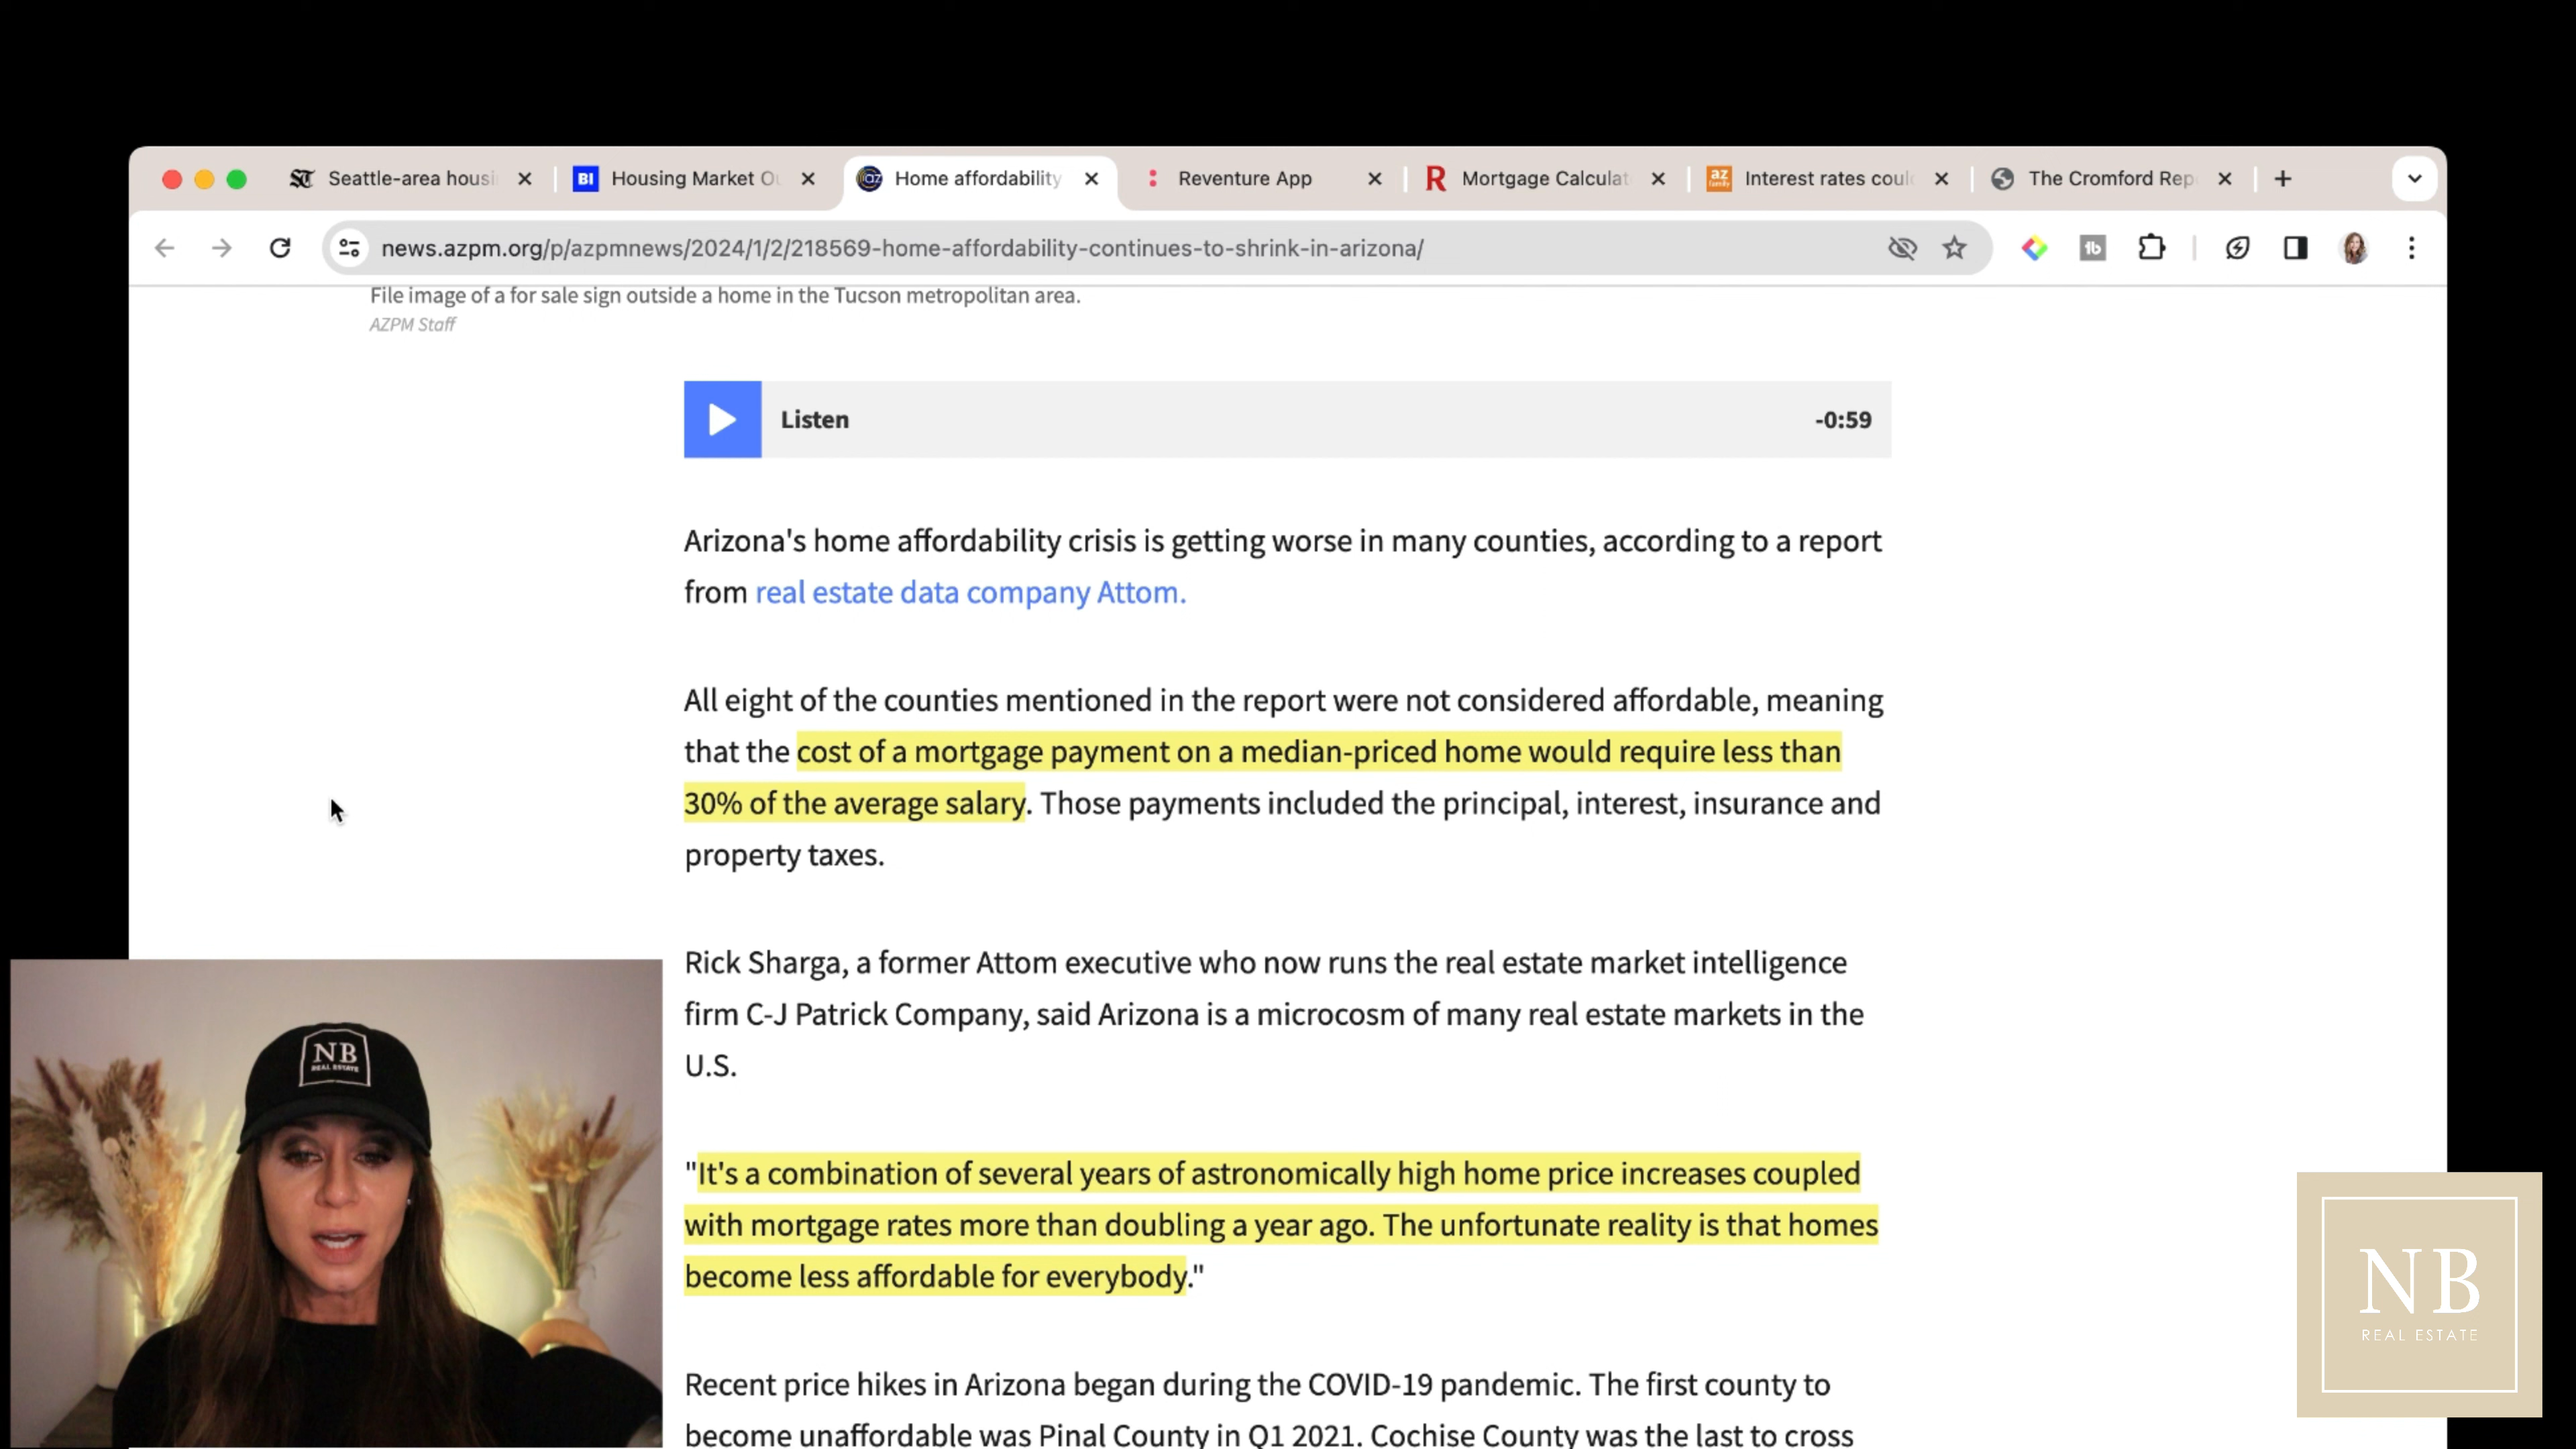 Seattle-area housi
BI
Housing Market Ou
az
Home affordability
Reventure App
R
Mortgage Calculat
az family
Interest rates coul
The Cromford Rep
news.azpm.org/p/azpmnews/2024/1/2/218569-home-affordability-continues-to-shrink-in-arizona/
File image of a for sale sign outside a home in the Tucson metropolitan area.
AZPM Staff
Listen
-0:59
Arizona's home affordability crisis is getting worse in many counties, according to a report
from real estate data company Attom.
All eight of the counties mentioned in the report were not considered affordable, meaning
that the cost of a mortgage payment on a median-priced home would require less than
30% of the average salary. Those payments included the principal, interest, insurance and
property taxes.
Rick Sharga, a former Attom executive who now runs the real estate market intelligence
firm C-J Patrick Company, said Arizona is a microcosm of many real estate markets in the
U.S.
"It's a combination of several years of astronomically high home price increases coupled
with mortgage rates more than doubling a year ago. The unfortunate reality is that homes
become less affordable for everybody."
Recent price hikes in Arizona began during the COVID-19 pandemic. The first county to
become unaffordable was Pinal County in Q1 2021. Cochise County was the last to cross
NB
REAL ESTATE
NB
REAL ESTATE